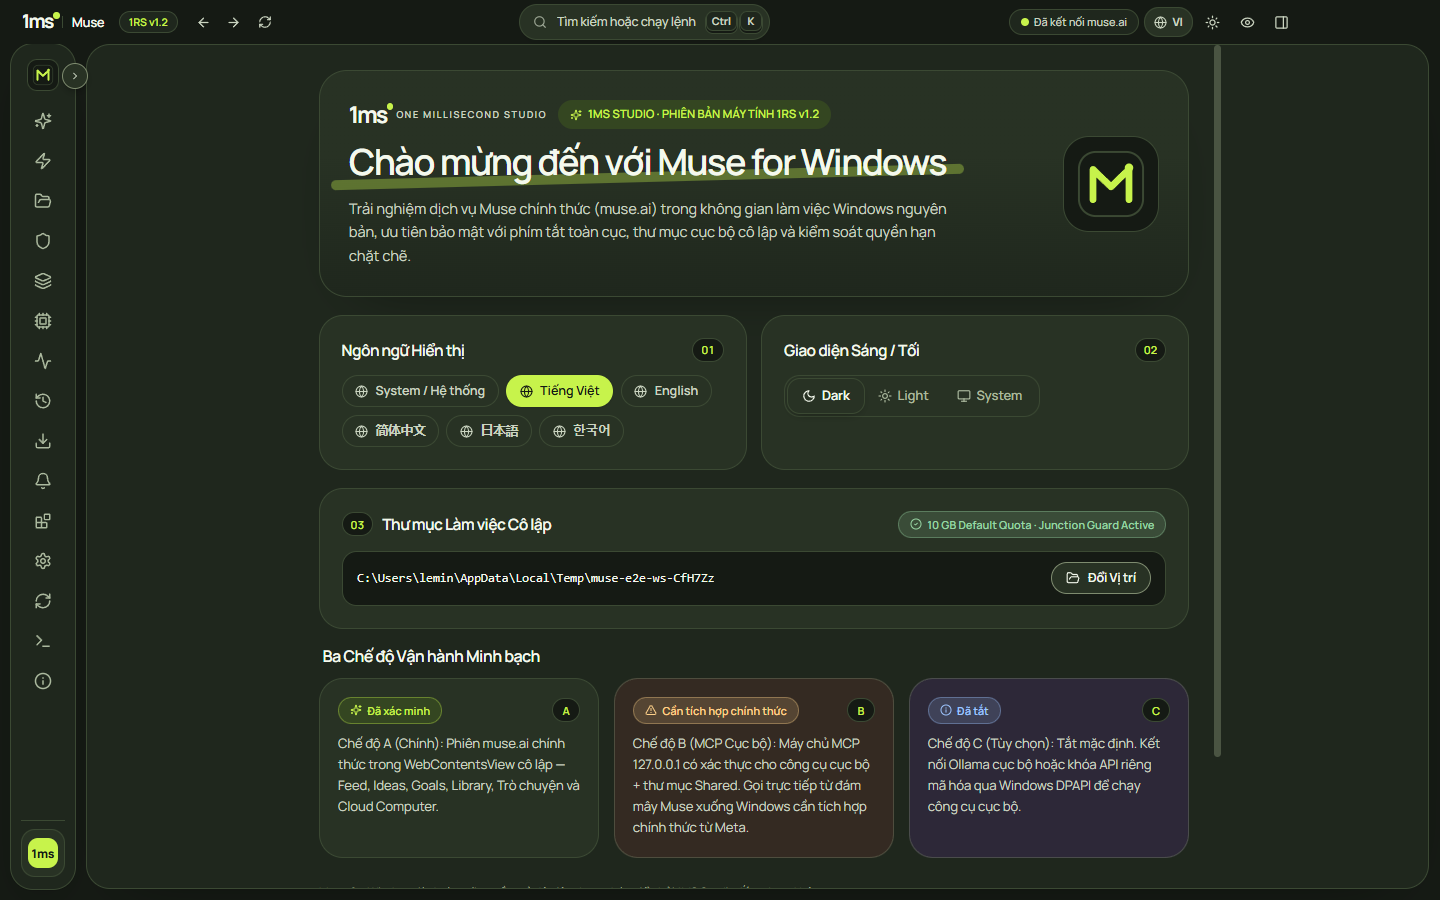 1ms Muse 1RS v1.2 Tìm kiếm hoặc chạy lệnh Ctrl K Đã kết nối muse.ai VI
M
1ms ONE MILLISECOND STUDIO 1MS STUDIO · PHIÊN BẢN MÁY TÍNH 1RS v1.2
Chào mừng đến với Muse for Windows
Trải nghiệm dịch vụ Muse chính thức (muse.ai) trong không gian làm việc Windows nguyên
bản, ưu tiên bảo mật với phím tắt toàn cục, thư mục cục bộ cô lập và kiểm soát quyền hạn
chặt chẽ.
M
Ngôn ngữ Hiển thị 01
System / Hệ thống Tiếng Việt English
简体中文 日本語 한국어
Giao diện Sáng / Tối 02
Dark Light System
03 Thư mục Làm việc Cô lập 10 GB Default Quota · Junction Guard Active
C:\Users\lemin\AppData\Local\Temp\muse-e2e-ws-CfH7Zz Đổi Vị trí
Ba Chế độ Vận hành Minh bạch
Đã xác minh A
Chế độ A (Chính): Phiên muse.ai chính
thức trong WebContentsView cô lập —
Feed, Ideas, Goals, Library, Trò chuyện và
Cloud Computer.
Cần tích hợp chính thức B
Chế độ B (MCP Cục bộ): Máy chủ MCP
127.0.0.1 có xác thực cho công cụ cục bộ
+ thư mục Shared. Gọi trực tiếp từ đám
mây Muse xuống Windows cần tích hợp
chính thức từ Meta.
Đã tắt C
Chế độ C (Tùy chọn): Tắt mặc định. Kết
nối Ollama cục bộ hoặc khóa API riêng
mã hóa qua Windows DPAPI để chạy
công cụ cục bộ.
1ms